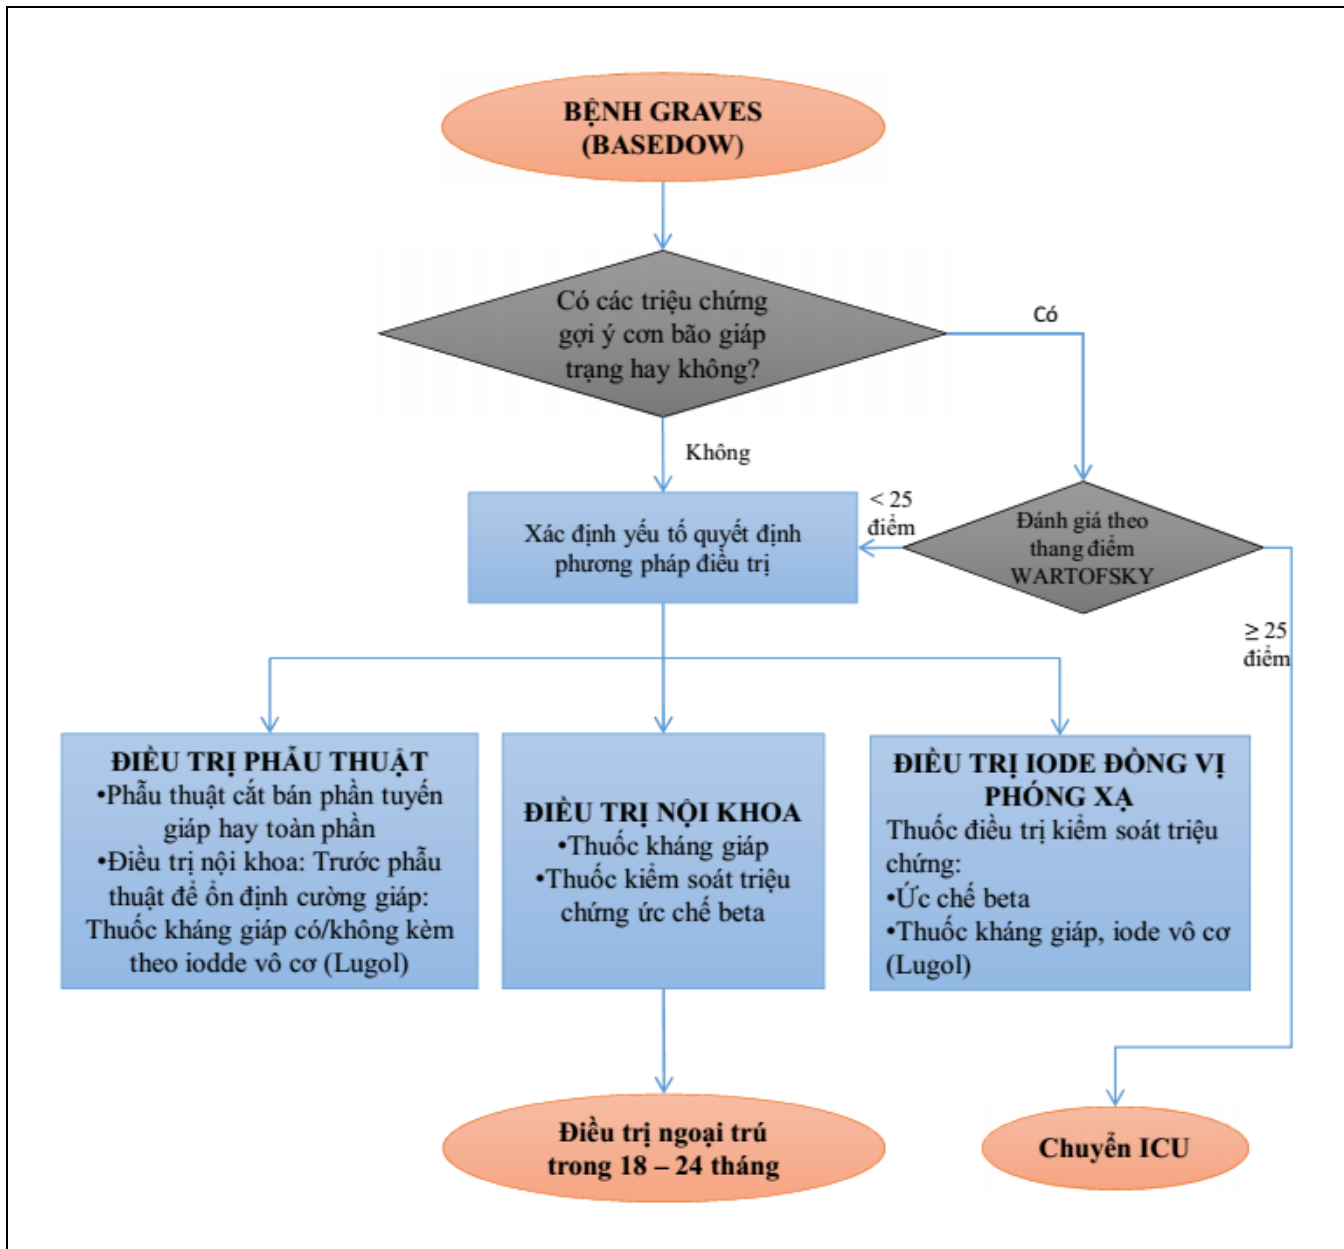 BỆNH GRAVES
(BASEDOW)
Có các triệu chứng
gợi ý cơn bão giáp
trạng hay không?
Có
Không
Xác định yếu tố quyết định
phương pháp điều trị
< 25
điểm
Đánh giá theo
thang điểm
WARTOFSKY
≥ 25
điểm
ĐIỀU TRỊ PHẪU THUẬT
•Phẫu thuật cắt bán phần tuyến
giáp hay toàn phần
•Điều trị nội khoa: Trước phẫu
thuật để ổn định cường giáp:
Thuốc kháng giáp có/không kèm
theo iodde vô cơ (Lugol)
ĐIỀU TRỊ NỘI KHOA
•Thuốc kháng giáp
•Thuốc kiểm soát triệu
chứng ức chế beta
ĐIỀU TRỊ IODE ĐỒNG VỊ
PHÓNG XẠ
Thuốc điều trị kiểm soát triệu
chứng:
•Ức chế beta
•Thuốc kháng giáp, iode vô cơ
(Lugol)
Điều trị ngoại trú
trong 18 – 24 tháng
Chuyển ICU